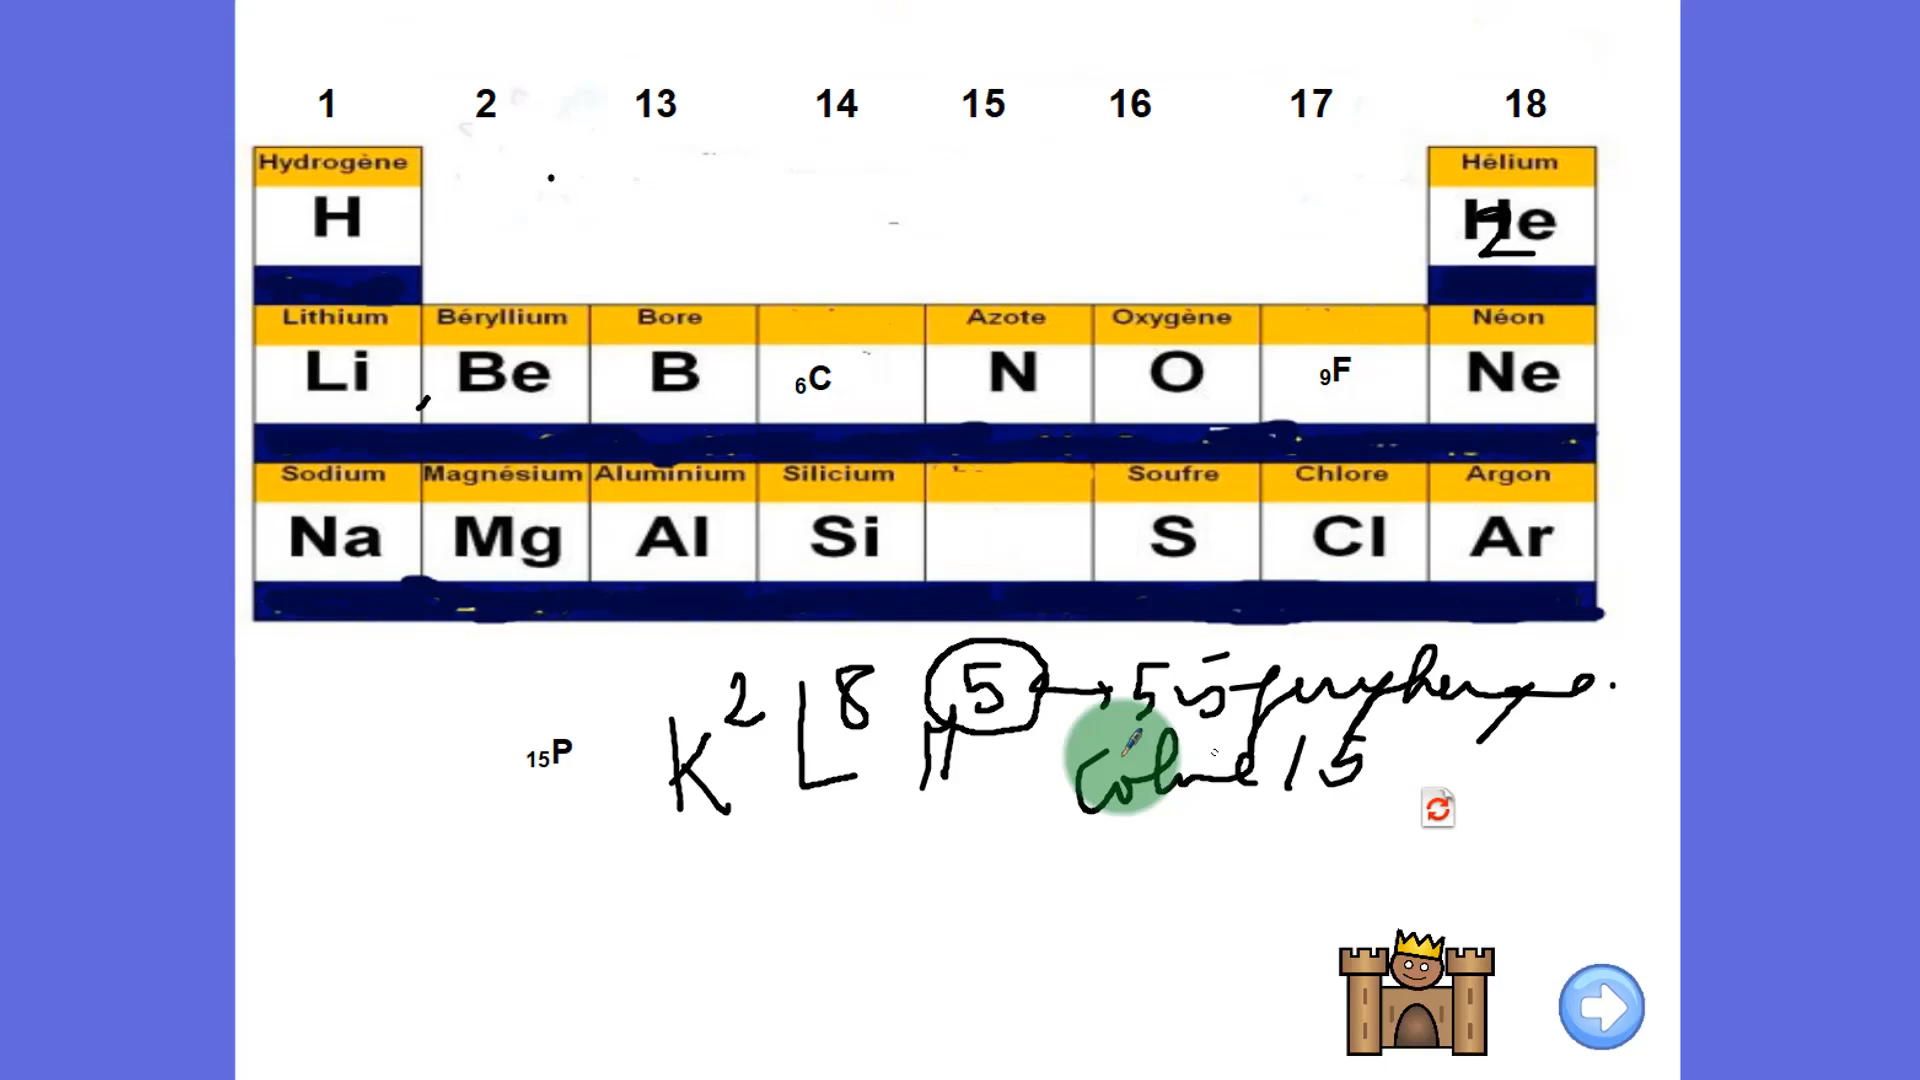 1 2 13 14 15 16 17 18
Hydrogène Hélium
H He
2
Lithium Béryllium Bore Azote Oxygène Néon
Li Be B ₆C N O ₉F Ne
Sodium Magnésium Aluminium Silicium Soufre Chlore Argon
Na Mg Al Si S Cl Ar
₁₅P K² L⁸ M⁵ → 5 é
15